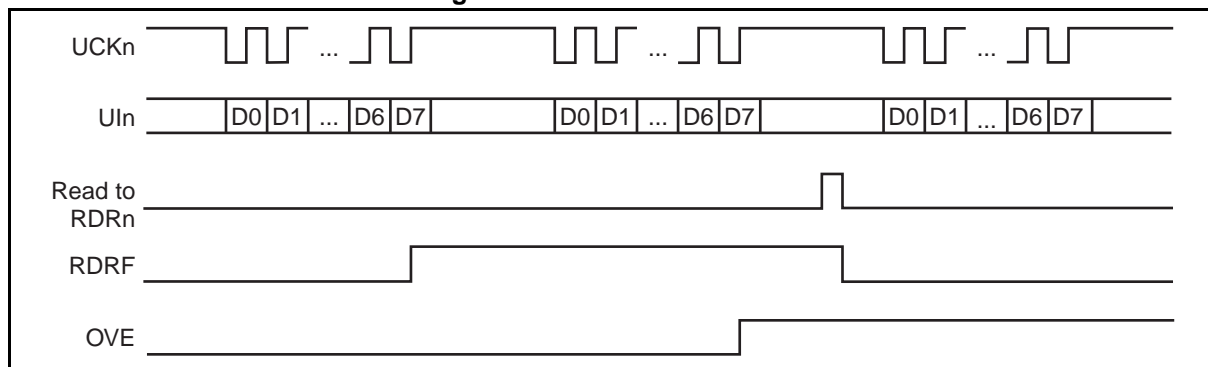 UCKn ... ... ...
UIn D0 D1 ... D6 D7 D0 D1 ... D6 D7 D0 D1 ... D6 D7
Read to
RDRn
RDRF
OVE